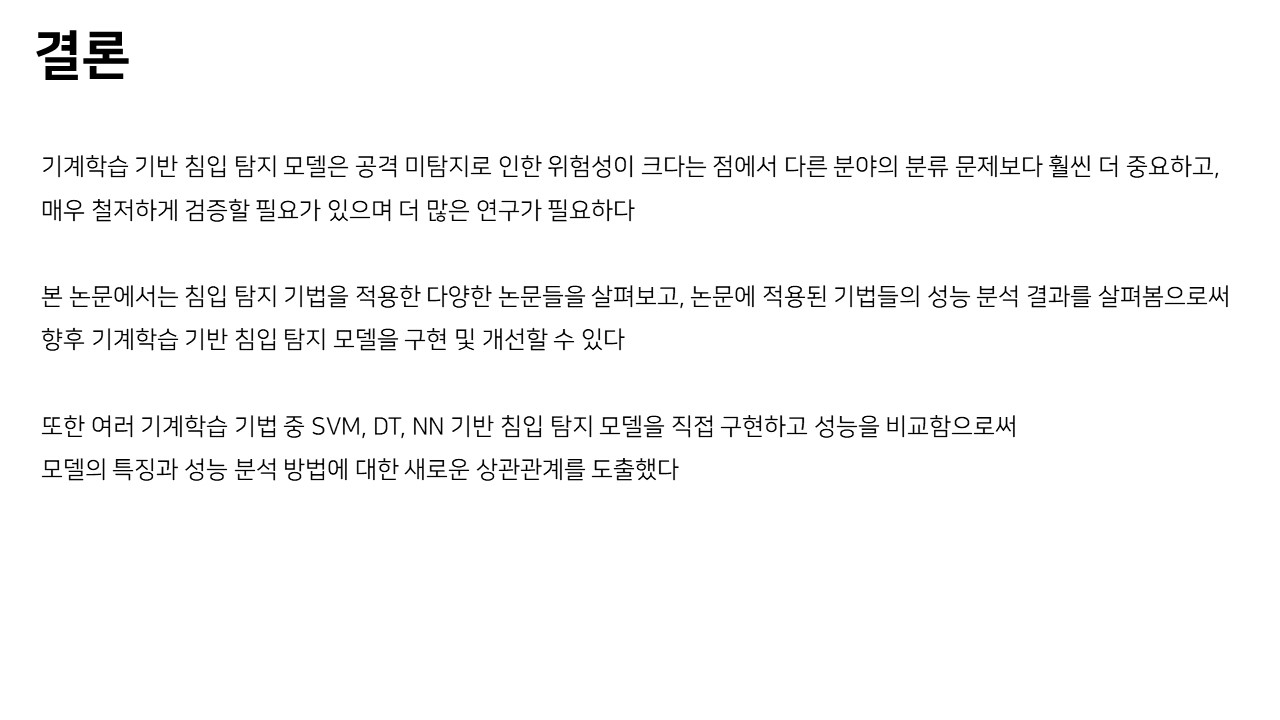 결론
기계학습 기반 침입 탐지 모델은 공격 미탐지로 인한 위험성이 크다는 점에서 다른 분야의 분류 문제보다 훨씬 더 중요하고,
매우 철저하게 검증할 필요가 있으며 더 많은 연구가 필요하다
본 논문에서는 침입 탐지 기법을 적용한 다양한 논문들을 살펴보고, 논문에 적용된 기법들의 성능 분석 결과를 살펴봄으로써
향후 기계학습 기반 침입 탐지 모델을 구현 및 개선할 수 있다
또한 여러 기계학습 기법 중 SVM, DT, NN 기반 침입 탐지 모델을 직접 구현하고 성능을 비교함으로써
모델의 특징과 성능 분석 방법에 대한 새로운 상관관계를 도출했다